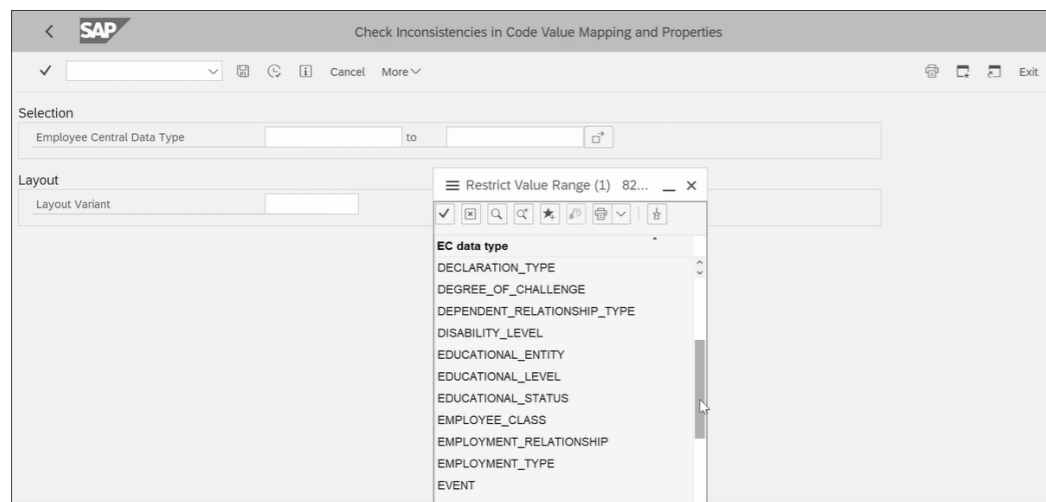 SAP Check Inconsistencies in Code Value Mapping and Properties
Cancel More Exit
Selection
Employee Central Data Type to
Layout
Layout Variant
Restrict Value Range (1) 82...
EC data type
DECLARATION_TYPE
DEGREE_OF_CHALLENGE
DEPENDENT_RELATIONSHIP_TYPE
DISABILITY_LEVEL
EDUCATIONAL_ENTITY
EDUCATIONAL_LEVEL
EDUCATIONAL_STATUS
EMPLOYEE_CLASS
EMPLOYMENT_RELATIONSHIP
EMPLOYMENT_TYPE
EVENT